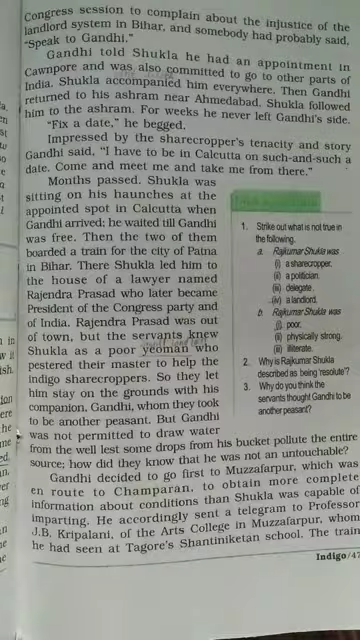 Congress session to complain about the injustice of the
landlord system in Bihar, and somebody had probably said,
"Speak to Gandhi."
Gandhi told Shukla he had an appointment in
Cawnpore and was also committed to go to other parts of
India. Shukla accompanied him everywhere. Then Gandhi
returned to his ashram near Ahmedabad. Shukla followed
him to the ashram. For weeks he never left Gandhi's side.
"Fix a date," he begged.
Impressed by the sharecropper's tenacity and story
Gandhi said, "I have to be in Calcutta on such-and-such a
date. Come and meet me and take me from there."
Months passed. Shukla was
sitting on his haunches at the
appointed spot in Calcutta when
Gandhi arrived; he waited till Gandhi
was free. Then the two of them
boarded a train for the city of Patna
in Bihar. There Shukla led him to
the house of a lawyer named
Rajendra Prasad who later became
President of the Congress party and
of India. Rajendra Prasad was out
of town, but the servants knew
Shukla as a poor yeoman who
pestered their master to help the
indigo sharecroppers. So they let
him stay on the grounds with his
companion, Gandhi, whom they took
to be another peasant. But Gandhi
was not permitted to draw water
from the well lest some drops from his bucket pollute the entire
source; how did they know that he was not an untouchable?
Gandhi decided to go first to Muzzafarpur, which was
en route to Champaran, to obtain more complete
information about conditions than Shukla was capable of
imparting. He accordingly sent a telegram to Professor
J.B. Kripalani, of the Arts College in Muzzafarpur, whom
he had seen at Tagore's Shantiniketan school. The train
1. Strike out what is not true in
the following.
a. Rajkumar Shukla was
(i) a sharecropper.
(ii) a politician.
(iii) delegate.
(iv) a landlord.
b. Rajkumar Shukla was
(i) poor.
(ii) physically strong.
(iii) illiterate.
2. Why is Rajkumar Shukla
described as being 'resolute'?
3. Why do you think the
servants thought Gandhi to be
another peasant?
Indigo/47